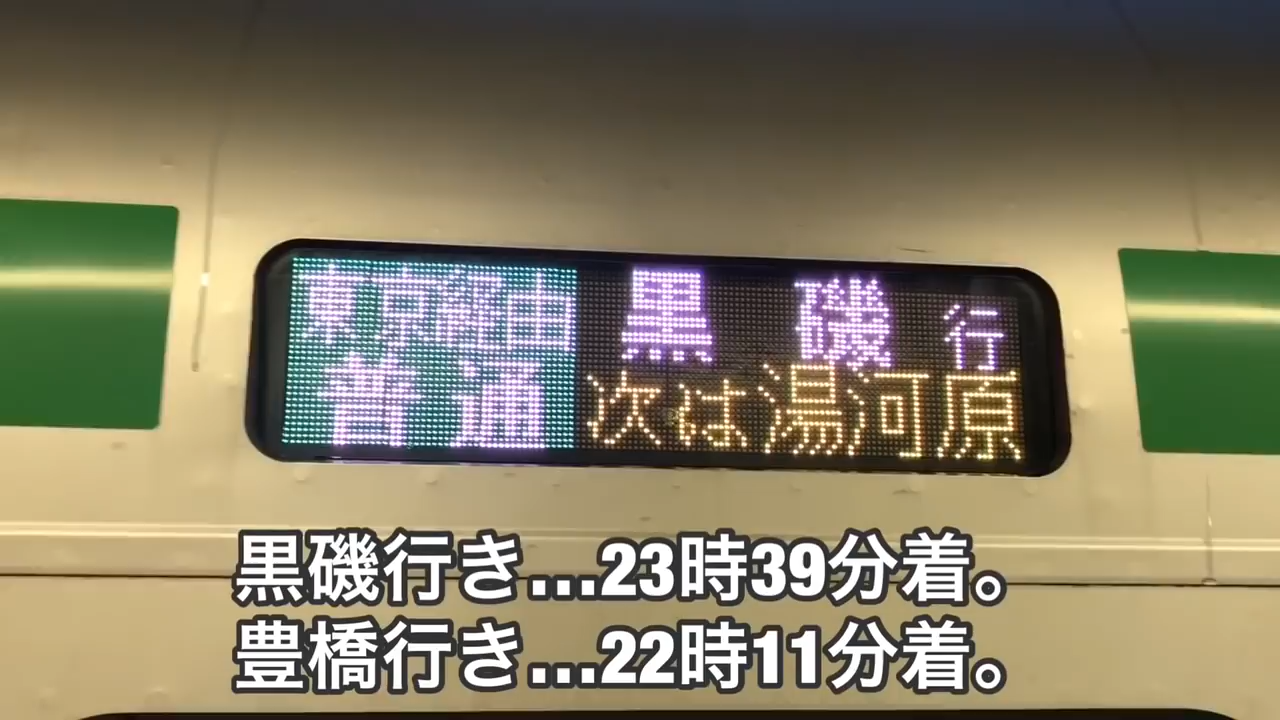 東京経由 黒磯行
普通 次は湯河原
黒磯行き…23時39分着。
豊橋行き…22時11分着。